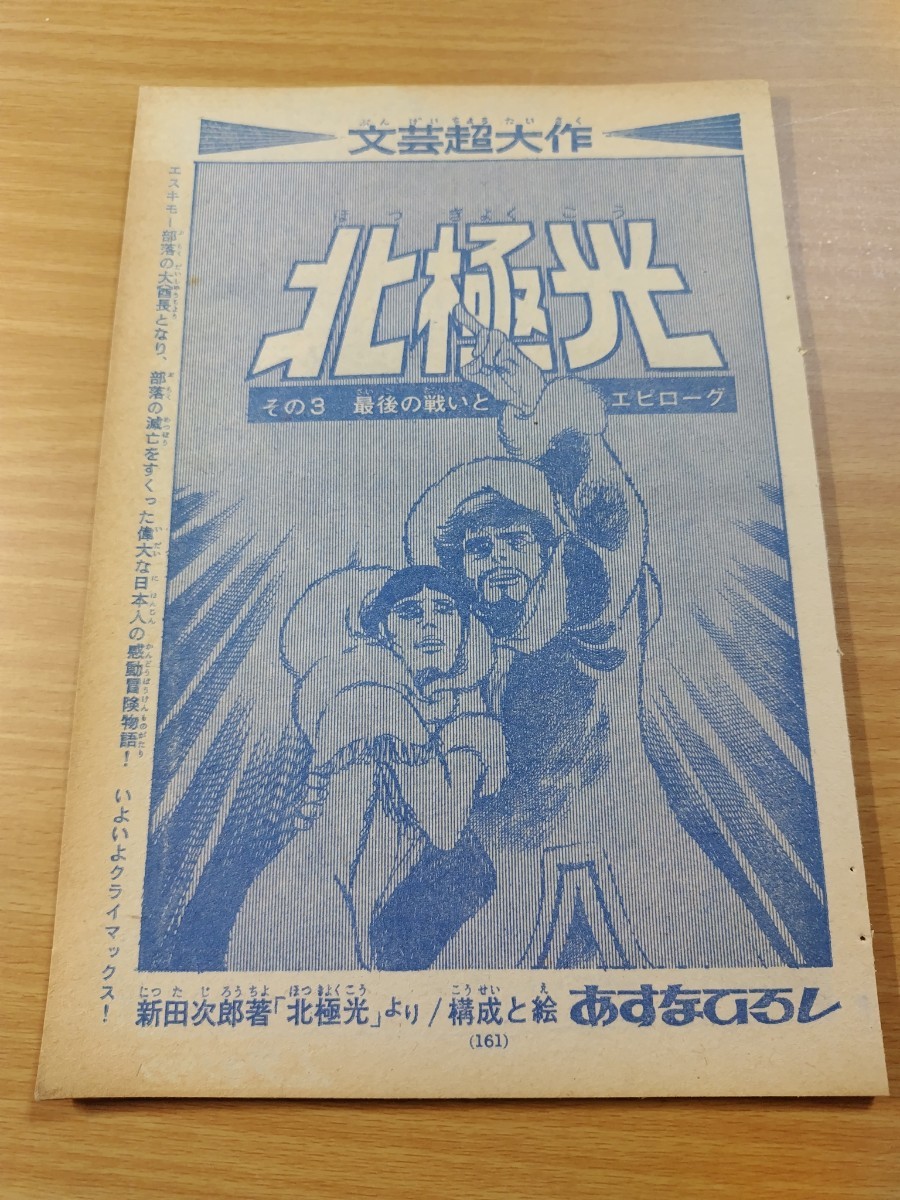 文芸超大作
北極光
その3 最後の戦いと エピローグ
エスキモー部落の大酋長となり、部落の滅亡をすくった偉大な日本人の感動冒険物語！ いよいよクライマックス！
新田次郎著「北極光」より/構成と絵 あすなひろし
(161)